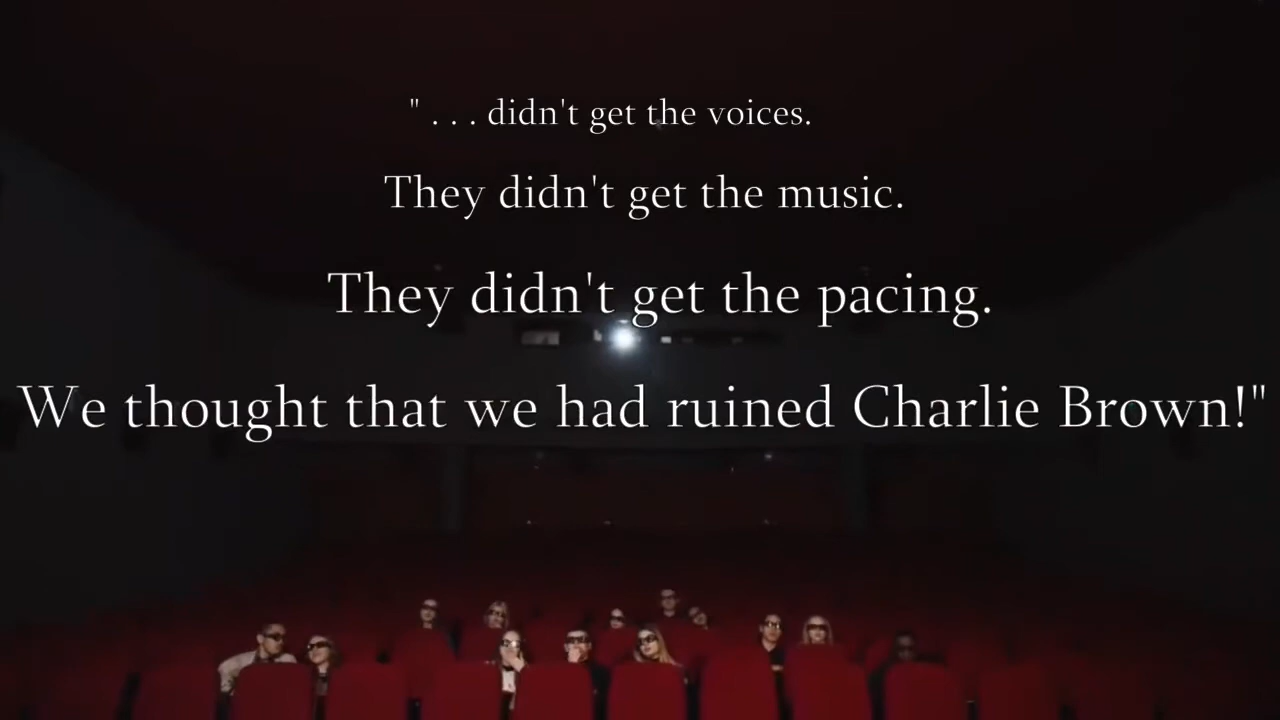 " . . . didn't get the voices.
They didn't get the music.
They didn't get the pacing.
We thought that we had ruined Charlie Brown!"